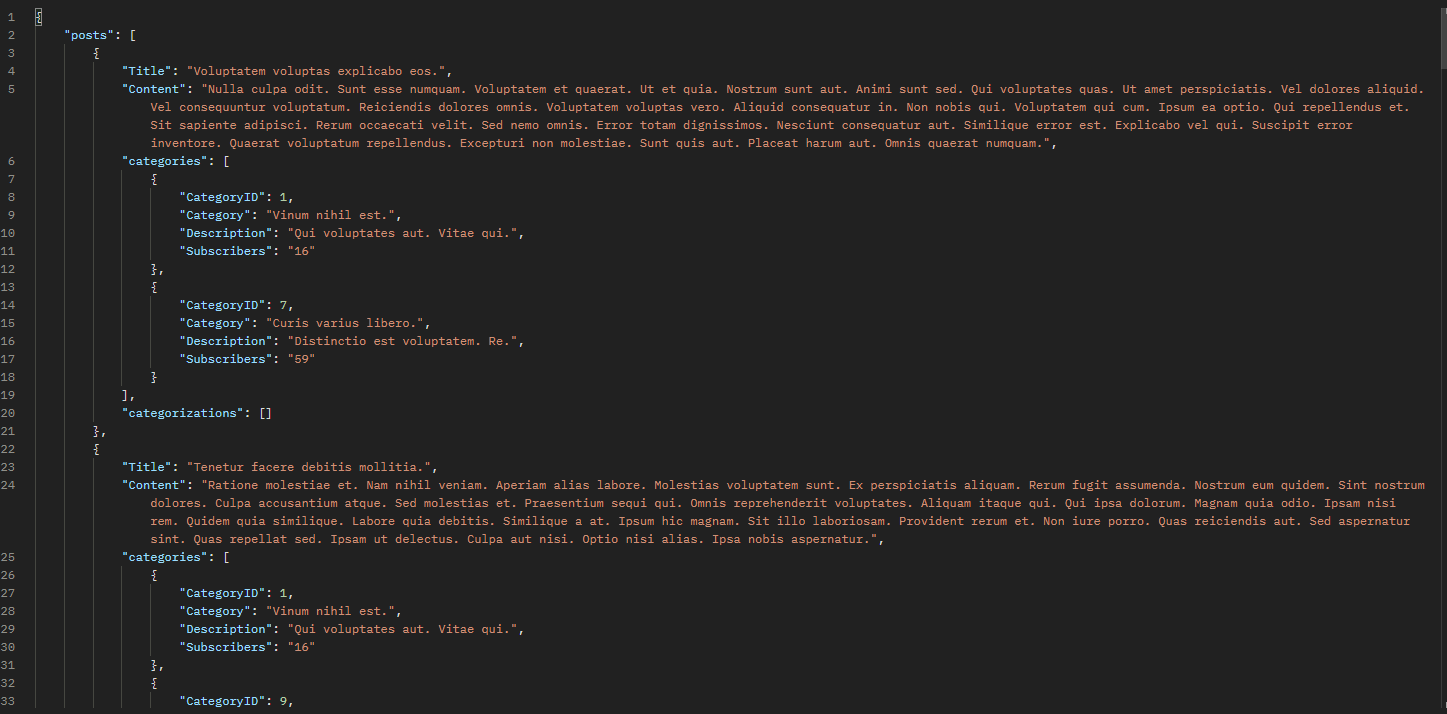 1 {
2 "posts": [
3 {
4 "Title": "Voluptatem voluptas explicabo eos.",
5 "Content": "Nulla culpa odit. Sunt esse numquam. Voluptatem et quaerat. Ut et quia. Nostrum sunt aut. Animi sunt sed. Qui voluptates quas. Ut amet perspiciatis. Vel dolores aliquid.
Vel consequuntur voluptatum. Reiciendis dolores omnis. Voluptatem voluptas vero. Aliquid consequatur in. Non nobis qui. Voluptatem qui cum. Ipsum ea optio. Qui repellendus et.
Sit sapiente adipisci. Rerum occaecati velit. Sed nemo omnis. Error totam dignissimos. Nesciunt consequatur aut. Similique error est. Explicabo vel qui. Suscipit error
inventore. Quaerat voluptatum repellendus. Excepturi non molestiae. Sunt quis aut. Placeat harum aut. Omnis quaerat numquam.",
6 "categories": [
7 {
8 "CategoryID": 1,
9 "Category": "Vinum nihil est.",
10 "Description": "Qui voluptates aut. Vitae qui.",
11 "Subscribers": "16"
12 },
13 {
14 "CategoryID": 7,
15 "Category": "Curis varius libero.",
16 "Description": "Distinctio est voluptatem. Re.",
17 "Subscribers": "59"
18 }
19 ],
20 "categorizations": []
21 },
22 {
23 "Title": "Tenetur facere debitis mollitia.",
24 "Content": "Ratione molestiae et. Nam nihil veniam. Aperiam alias labore. Molestias voluptatem sunt. Ex perspiciatis aliquam. Rerum fugit assumenda. Nostrum eum quidem. Sint nostrum
dolores. Culpa accusantium atque. Sed molestias et. Praesentium sequi qui. Omnis reprehenderit voluptates. Aliquam itaque qui. Qui ipsa dolorum. Magnam quia odio. Ipsam nisi
rem. Quidem quia similique. Labore quia debitis. Similique a at. Ipsum hic magnam. Sit illo laboriosam. Provident rerum et. Non iure porro. Quas reiciendis aut. Sed aspernatur
sint. Quas repellat sed. Ipsam ut delectus. Culpa aut nisi. Optio nisi alias. Ipsa nobis aspernatur.",
25 "categories": [
26 {
27 "CategoryID": 1,
28 "Category": "Vinum nihil est.",
29 "Description": "Qui voluptates aut. Vitae qui.",
30 "Subscribers": "16"
31 },
32 {
33 "CategoryID": 9,